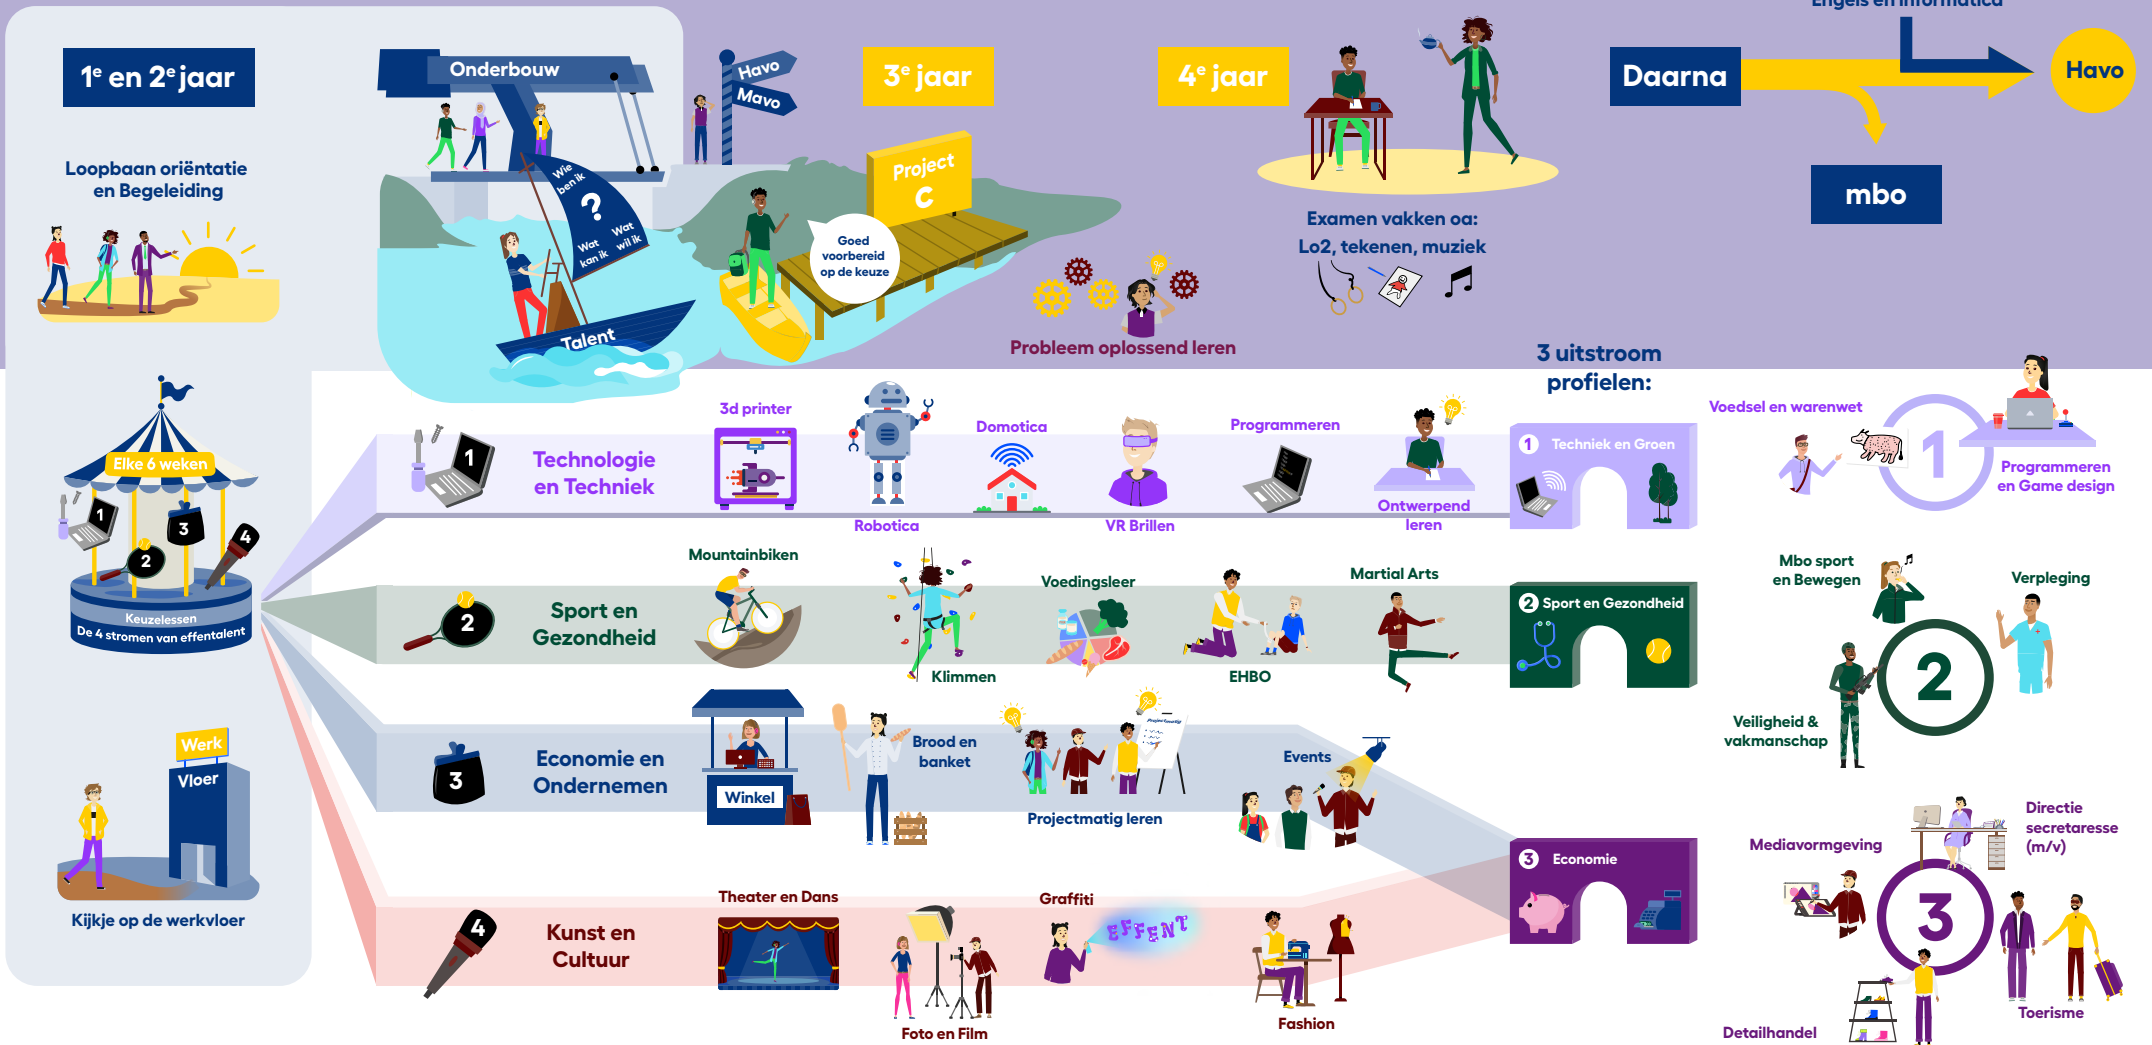 1e en 2e jaar
Loopbaan oriëntatie
en Begeleiding
Onderbouw
Wie
ben ik
?
Wat
kan ik
Wat
wil ik
Talent
Havo
Mavo
3e jaar
Project
C
Goed
voorbereid
op de keuze
Probleem oplossend leren
4e jaar
Examen vakken oa:
Lo2, tekenen, muziek
Daarna
Engels en informatica
Havo
mbo
3 uitstroom
profielen:
Elke 6 weken
1
2
3
4
Keuzelessen
De 4 stromen van effentalent
Werk
Vloer
Kijkje op de werkvloer
1
Technologie
en Techniek
3d printer
Robotica
Domotica
VR Brillen
Programmeren
Ontwerpend
leren
1 Techniek en Groen
Voedsel en warenwet
1
Programmeren
en Game design
2
Sport en
Gezondheid
Mountainbiken
Klimmen
Voedingsleer
EHBO
Martial Arts
2 Sport en Gezondheid
Mbo sport
en Bewegen
Verpleging
2
Veiligheid &
vakmanschap
3
Economie en
Ondernemen
Winkel
Brood en
banket
Projectmatig
Projectmatig leren
Events
3 Economie
Directie
secretaresse
(m/v)
Mediavormgeving
3
Toerisme
Detailhandel
4
Kunst en
Cultuur
Theater en Dans
Foto en Film
Graffiti
EFFENT
Fashion